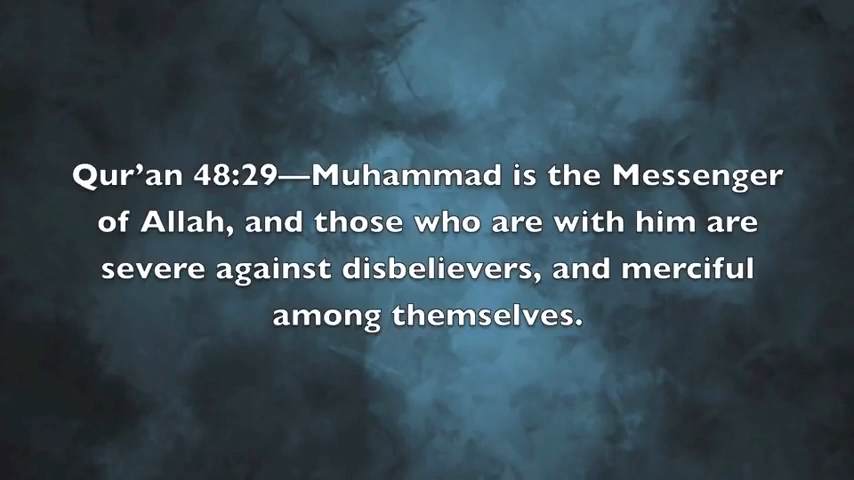 Qur’an 48:29—Muhammad is the Messenger
of Allah, and those who are with him are
severe against disbelievers, and merciful
among themselves.